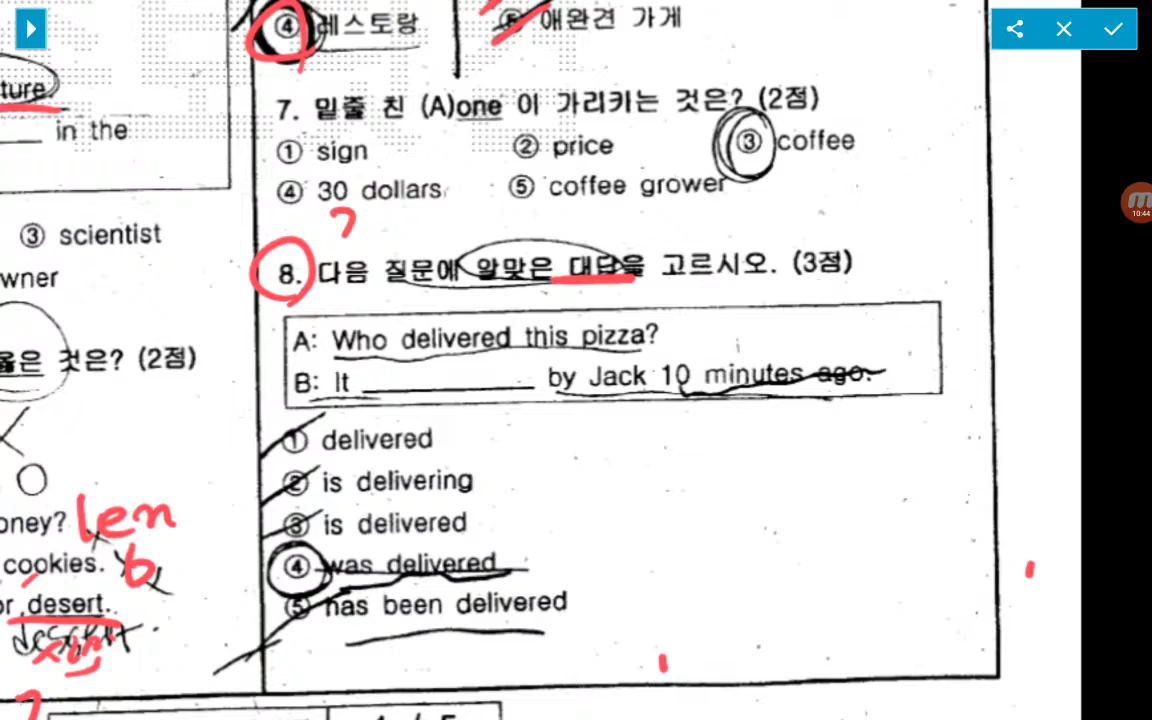 ture.
in the
③ scientist
wner
옳은 것은? (2점)
oney? len
cookies. b
or desert.
④ 레스토랑 ⑤ 애완견 가게
7. 밑줄 친 (A)one 이 가리키는 것은? (2점)
① sign ② price ③ coffee
④ 30 dollars ⑤ coffee grower
8. 다음 질문에 알맞은 대답을 고르시오. (3점)
A: Who delivered this pizza?
B: It ____________ by Jack 10 minutes ago.
① delivered
② is delivering
③ is delivered
④ was delivered
⑤ has been delivered
10:44